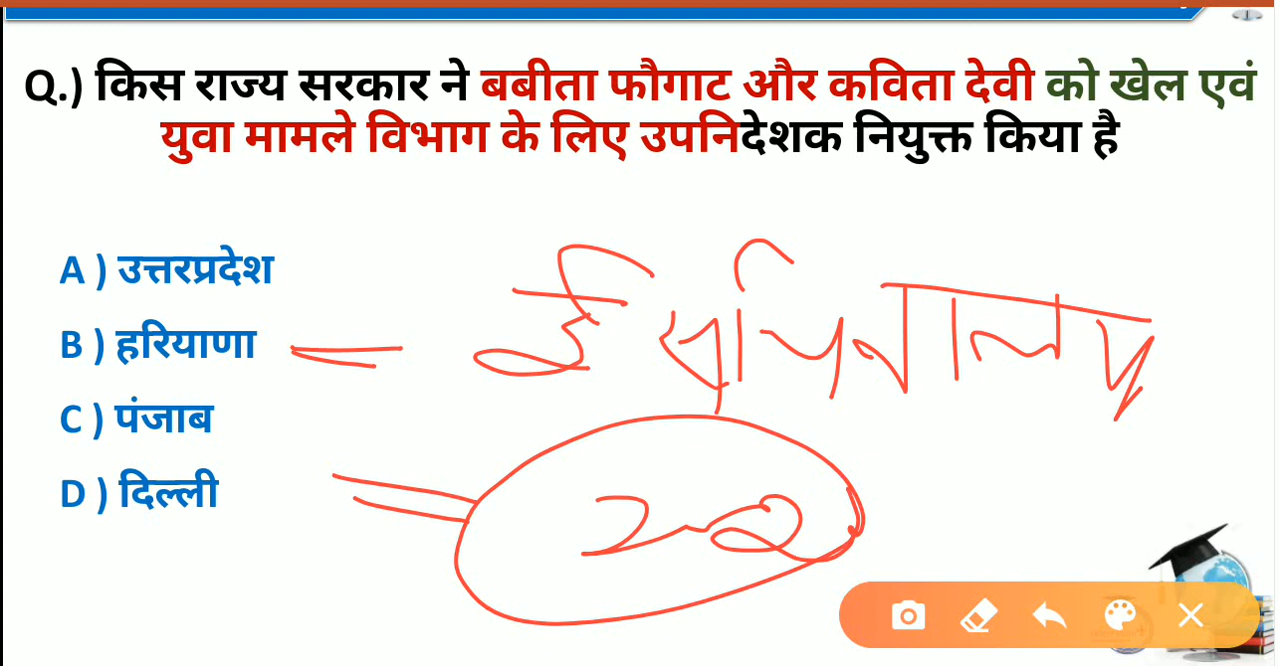 Q.) किस राज्य सरकार ने बबीता फौगाट और कविता देवी को खेल एवं
युवा मामले विभाग के लिए उपनिदेशक नियुक्त किया है
A ) उत्तरप्रदेश
B ) हरियाणा
C ) पंजाब
D ) दिल्ली